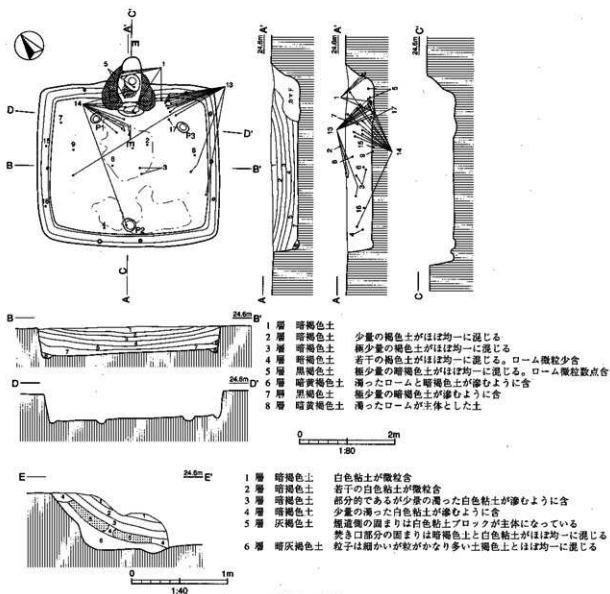 C'
A'
E
24.6m
A'
24.6m
A'
24.6m
C'
5
1
13
14
D
P1
17
P3
D'
カマド
7
15
9
6
2
3
B
B'
16
4
P2
C
A
A
A
C
B
24.6m
B'
D
24.6m
D'
1層 暗褐色土
2層 暗褐色土 少量の褐色土がほぼ均一に混じる
3層 暗褐色土 極少量の褐色土がほぼ均一に混じる
4層 暗褐色土 若干の褐色土がほぼ均一に混じる。ローム微粒少含
5層 黒褐色土 極少量の暗褐色土がほぼ均一に混じる。ローム微粒数点含
6層 暗黄褐色土 濁ったロームと暗褐色土が滲むように含
7層 黒褐色土 極少量の暗褐色土が滲むように含
8層 暗黄褐色土 濁ったロームが主体とした土
0 2m
1:80
E
24.6m
E'
1層 暗褐色土 白色粘土が微粒含
2層 暗褐色土 若干の白色粘土が微粒含
3層 暗褐色土 部分的であるが少量の濁った白色粘土が滲むように含
4層 暗褐色土 少量の濁った白色粘土が滲むように含
5層 灰褐色土 煙道側の固まりは白色粘土ブロックが主体になっている
焚き口部分の固まりは暗褐色土と白色粘土がほぼ均一に混じる
6層 暗灰褐色土 粒子は細かいが粒がかなり多い土褐色土とほぼ均一に混じる
0 1m
1:40